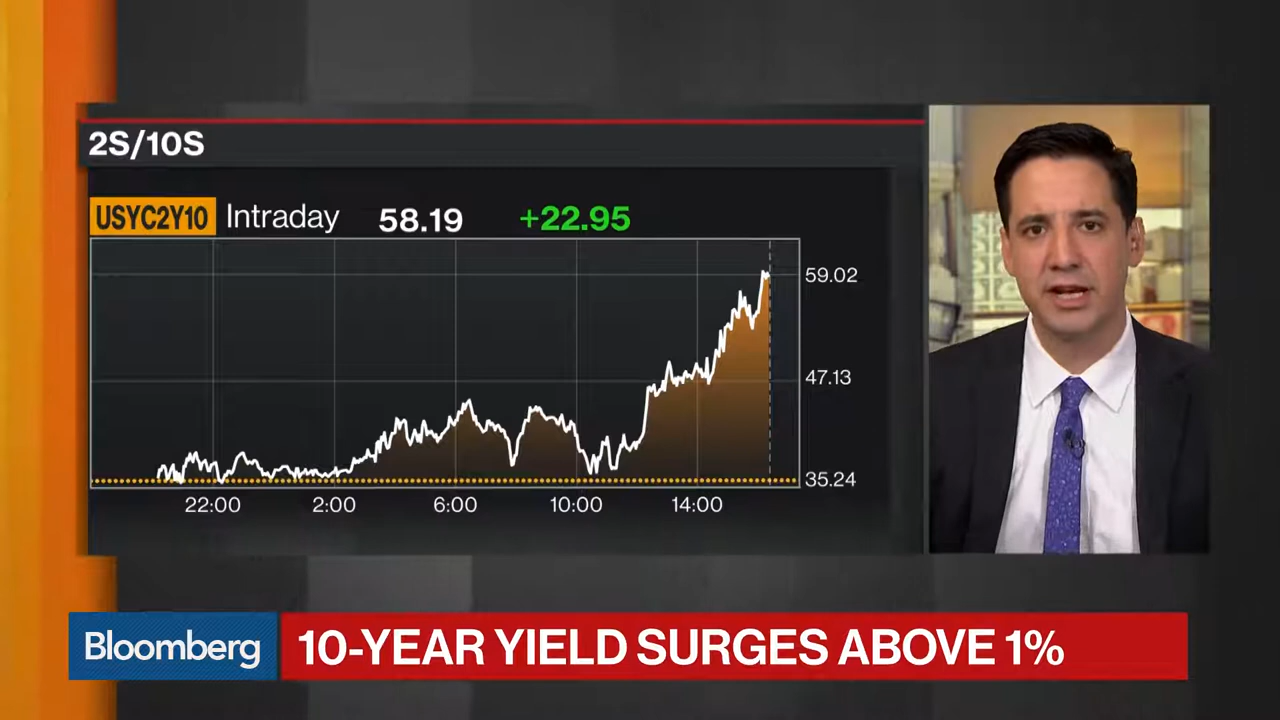 2S/10S
USYC2Y10 Intraday 58.19 +22.95
59.02
47.13
35.24
22:00 2:00 6:00 10:00 14:00
Bloomberg 10-YEAR YIELD SURGES ABOVE 1%